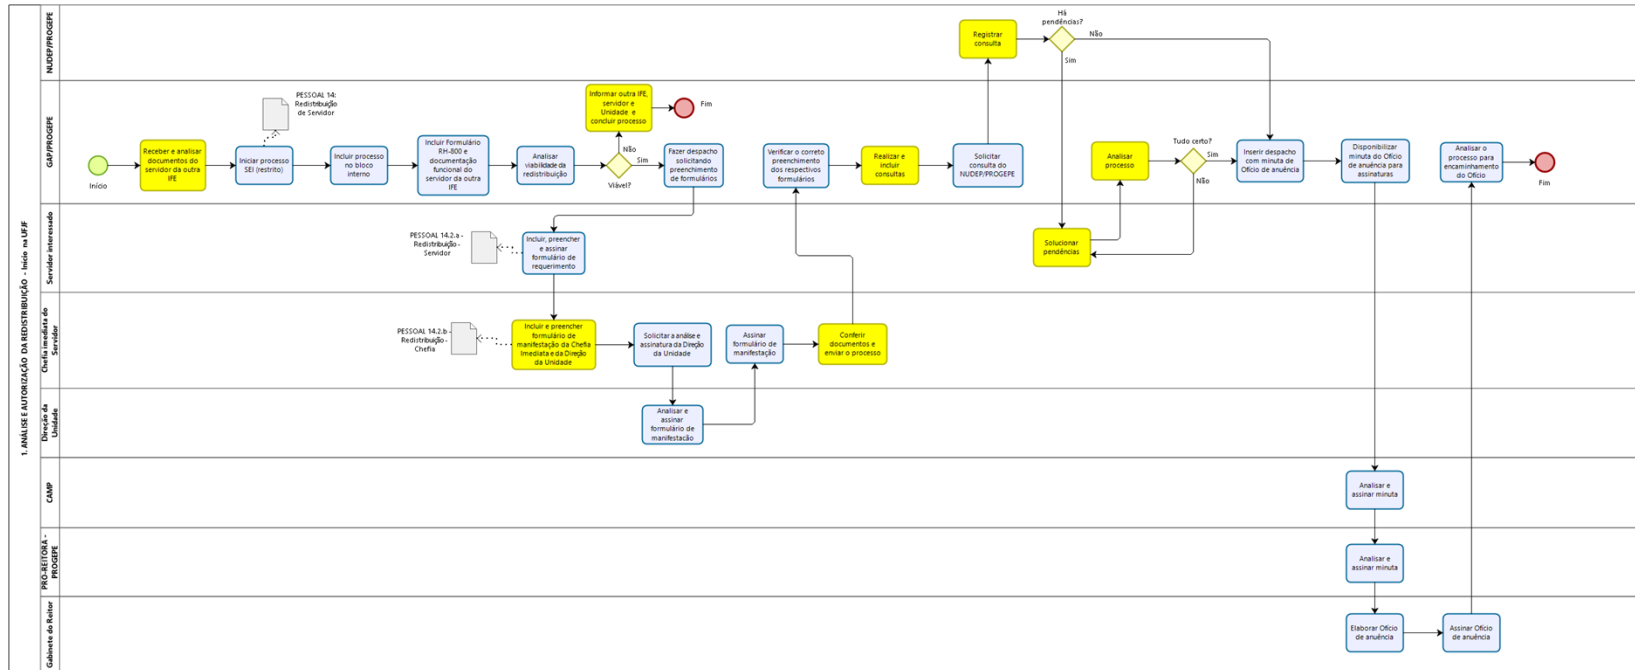 1. ANÁLISE E AUTORIZAÇÃO DA REDISTRIBUIÇÃO - Início na UFJF
NUDEP/PROGEPE
Registrar
consulta
Há
pendências?
Não
Sim
GAP/PROGEPE
Início
Receber e analisar
documentos do
servidor da outra
IFE
PESSOAL 14:
Redistribuição
de Servidor
Iniciar processo
SEI (restrito)
Incluir processo
no bloco
interno
Incluir Formulário
RH-800 e
documentação
funcional do
servidor da outra
IFE
Analisar
viabilidade da
redistribuição
Informar outra IFE,
servidor e
Unidade e
concluir processo
Fim
Não
Sim
Viável?
Fazer despacho
solicitando
preenchimento
de formulários
Verificar o correto
preenchimento
dos respectivos
formulários
Realizar e
incluir
consultas
Solicitar
consulta do
NUDEP/PROGEPE
Analisar
processo
Tudo certo?
Sim
Não
Inserir despacho
com minuta de
Ofício de anuência
Disponibilizar
minuta do Ofício
de anuência para
assinaturas
Analisar o
processo para
encaminhamento
do Ofício
Fim
Servidor interessado
PESSOAL 14.2.a -
Redistribuição -
Servidor
Incluir, preencher
e assinar
formulário de
requerimento
Solucionar
pendências
Chefia imediata do
Servidor
PESSOAL 14.2.b -
Redistribuição -
Chefia
Incluir e preencher
formulário de
manifestação da Chefia
Imediata e da Direção
da Unidade
Solicitar a análise e
assinatura da Direção
da Unidade
Assinar
formulário de
manifestação
Conferir
documentos e
enviar o processo
Direção da
Unidade
Analisar e
assinar
formulário de
manifestação
CAMP
Analisar e
assinar minuta
PRO-REITORA -
PROGEPE
Analisar e
assinar minuta
Gabinete do Reitor
Elaborar Ofício
de anuência
Assinar Ofício
de anuência